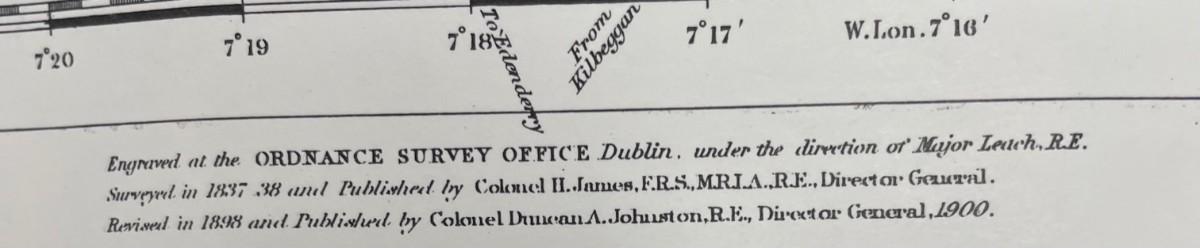 7°20
7°19
7°18
To Edenderry
From
Kilbeggan
7°17'
W.Lon.7°16'
Engraved at the ORDNANCE SURVEY OFFICE Dublin, under the direction of Major Leach, R.E.
Surveyed in 1837 38 and Published by Colonel H. James, F.R.S., M.R.I.A., R.E., Director General.
Revised in 1898 and Published by Colonel Duncan A. Johnston, R.E., Director General, 1900.